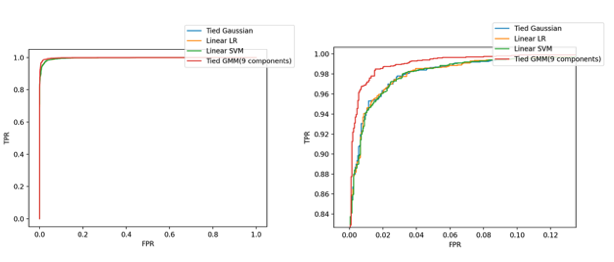 Tied Gaussian
Linear LR
Linear SVM
Tied GMM(9 components)
1.0
0.8
0.6
0.4
0.2
0.0
TPR
0.0 0.2 0.4 0.6 0.8 1.0
FPR
Tied Gaussian
Linear LR
Linear SVM
Tied GMM(9 components)
1.00
0.98
0.96
0.94
0.92
0.90
0.88
0.86
0.84
TPR
0.00 0.02 0.04 0.06 0.08 0.10 0.12
FPR